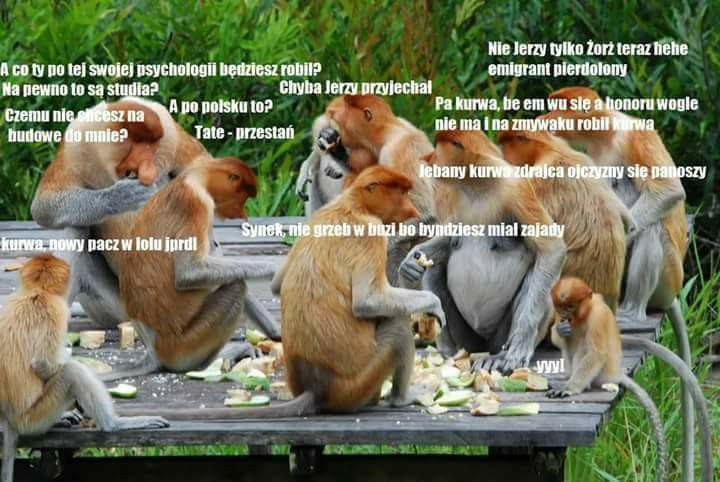 Nie Jerzy tylko Żorż teraz hehe
emigrant pierdolony
A co ty po tej swojej psychologii będziesz robił?
Na pewno to są studia?
Chyba Jerzy przyjechał
Czemu nie chcesz na
budowę do mnie?
A po polsku to?
Tate - przestań
Pa kurwa, be em wu się a honoru wogle
nie ma i na zmywaku robił kurwa
Jebany kurwa zdrajca ojczyzny się panoszy
kurwa, nowy pacz w lolu jprdl
Synek, nie grzeb w buzi bo byndziesz miał zajady
yyy!